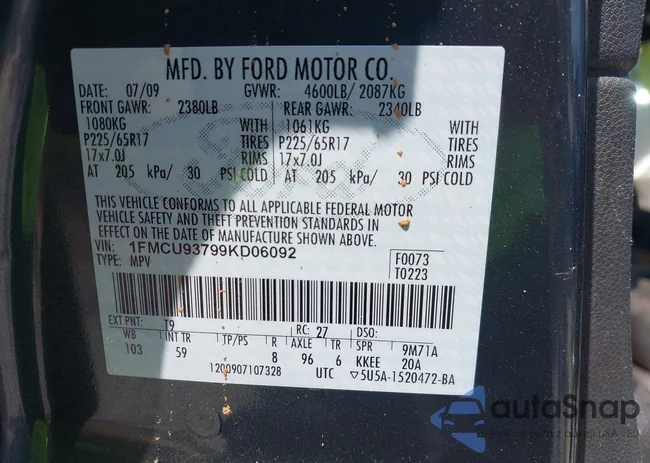 MFD. BY FORD MOTOR CO.
DATE: 07/09 GVWR: 4600LB/ 2087KG
FRONT GAWR: 2380LB REAR GAWR: 2340LB
1080KG WITH 1061KG WITH
P225/65R17 TIRES P225/65R17 TIRES
17x7.0J RIMS 17x7.0J RIMS
AT 205 kPa/ 30 PSI COLD AT 205 kPa/ 30 PSI COLD
THIS VEHICLE CONFORMS TO ALL APPLICABLE FEDERAL MOTOR
VEHICLE SAFETY AND THEFT PREVENTION STANDARDS IN
EFFECT ON THE DATE OF MANUFACTURE SHOWN ABOVE.
VIN: 1FMCU93799KD06092 F0073
TYPE: MPV T0223
EXT PNT: T9 RC: 27 DSO:
WB INT TR TP/PS R AXLE TR SPR 9M71A
103 59 8 96 6 KKEE 20A
1200907107328 UTC ▽5U5A-1520472-BA
autoSnap